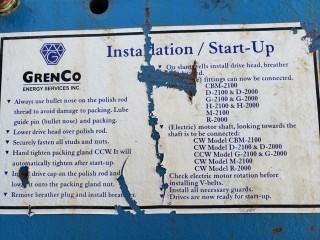 GRENCO
ENERGY SERVICES INC.
Installation / Start-Up
Always use bullet nose on the polish rod
thread to avoid damage to packing. Lube
guide pin (bullet nose) and packing.
Lower drive head over polish rod.
Securely fasten all studs and nuts.
Hand tighten packing gland CCW. It will
automatically tighten after start-up.
drive cap on the polish rod and
onto the packing gland nut.
Remove breather plug and install breather
On slant wells install drive head, breather
fittings can now be connected.
CBM-2100
D-2100 & D-2000
G-2100 & G-2000
H-2100 & H-2000
M-2100
R-2000
(Electric) motor shaft, looking towards the
shaft is to be connected:
CW Model CBM-2100
CW Model D-2100 & D-2000
CCW Model G-2100 & G-2000
CW Model M-2100
CW Model R-2000
Check electric motor rotation before
installing V-belts.
Install all necessary guards.
Drives are now ready for start-up.